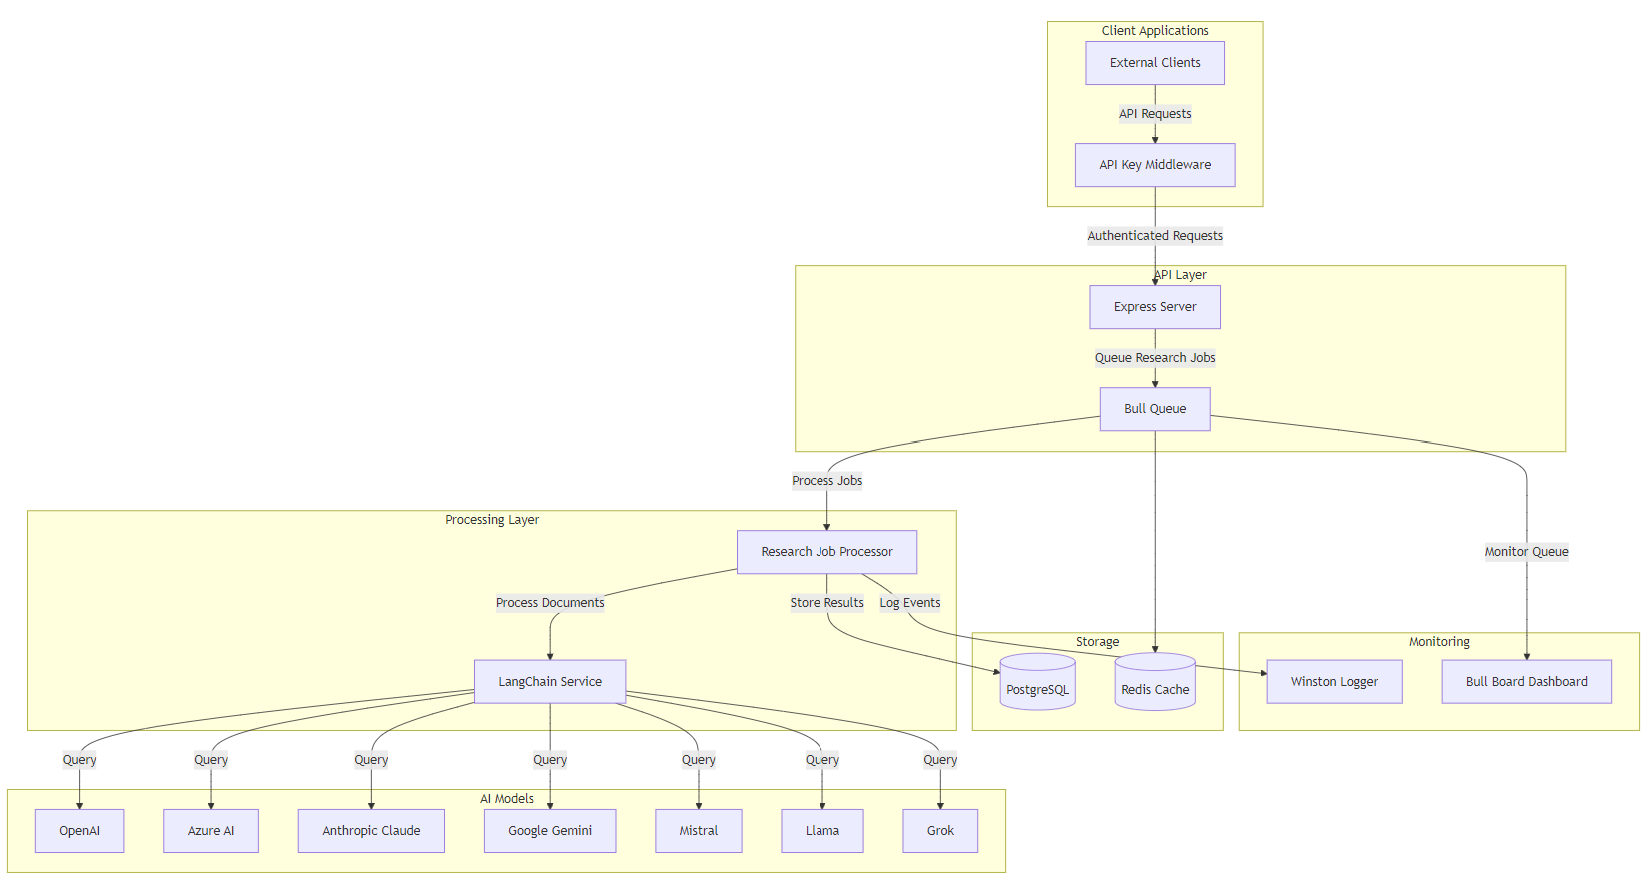 Client Applications
External Clients
API Requests
API Key Middleware
Authenticated Requests
API Layer
Express Server
Queue Research Jobs
Bull Queue
Process Jobs
Processing Layer
Research Job Processor
Monitor Queue
Process Documents
Store Results
Log Events
Storage
Monitoring
LangChain Service
PostgreSQL
Redis Cache
Winston Logger
Bull Board Dashboard
Query
Query
Query
Query
Query
Query
Query
AI Models
OpenAI
Azure AI
Anthropic Claude
Google Gemini
Mistral
Llama
Grok